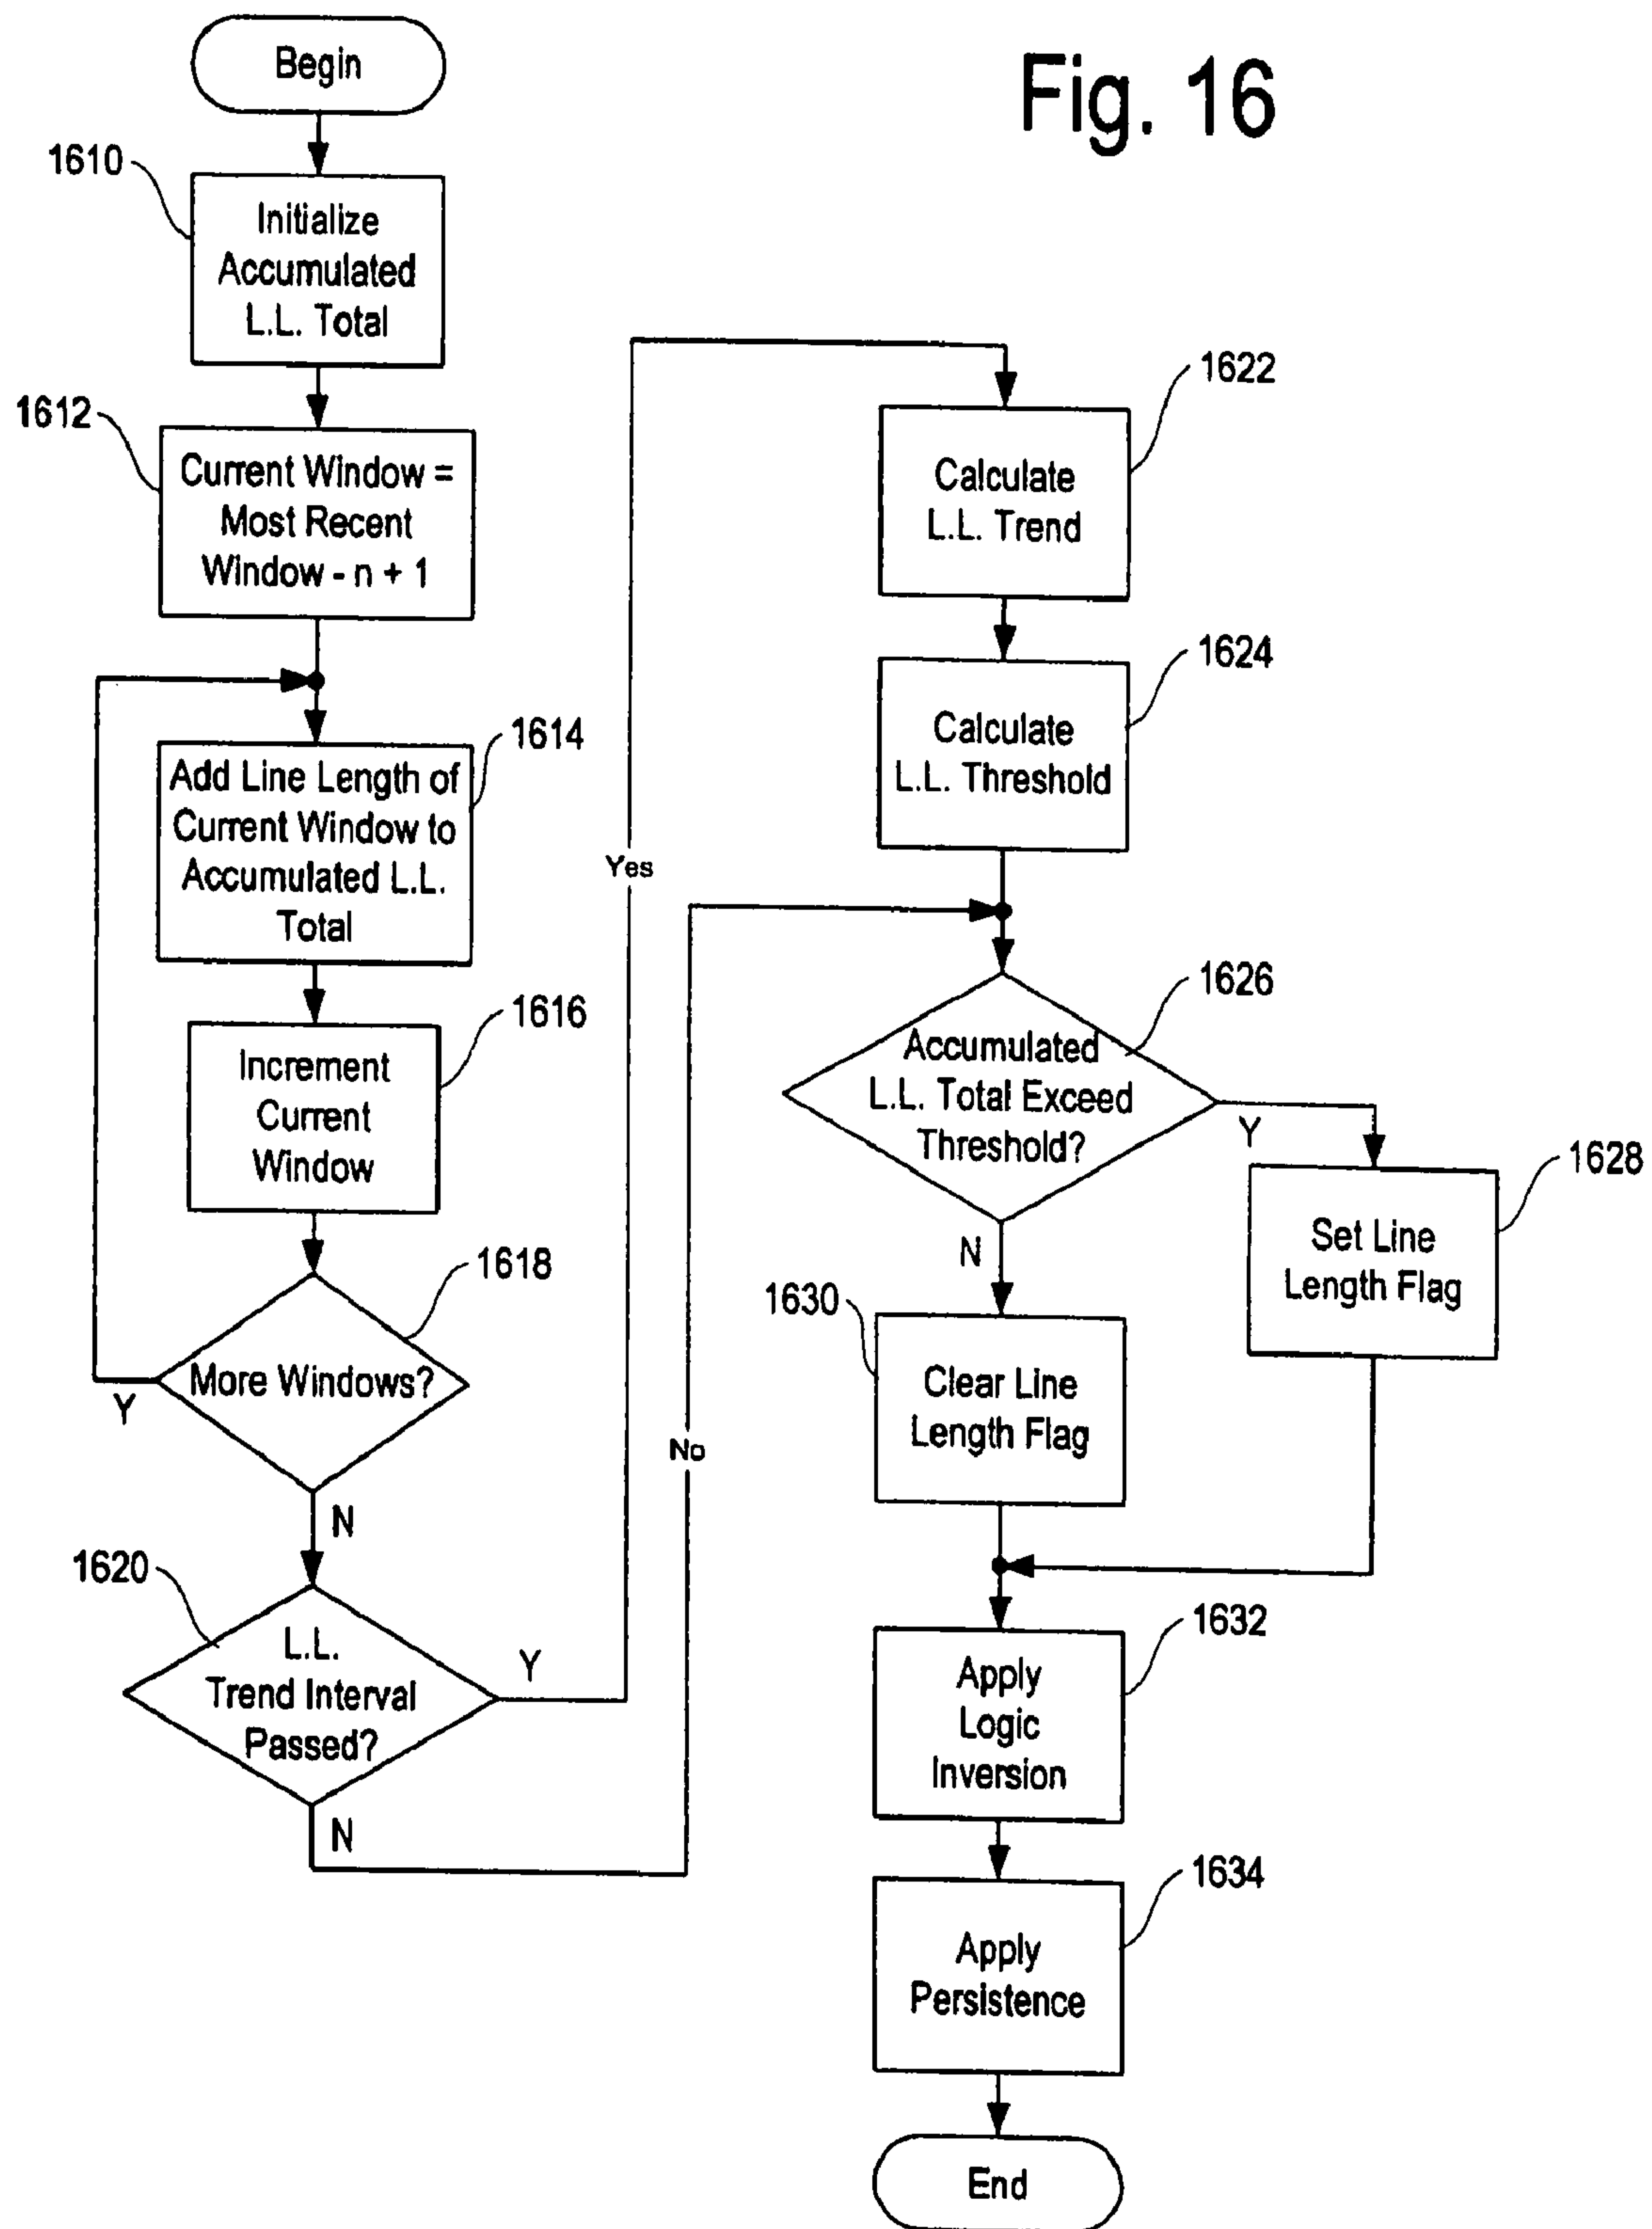 Fig. 16
Begin
1610
Initialize
Accumulated
L.L. Total
1612
Current Window =
Most Recent
Window - n + 1
1614
Add Line Length of
Current Window to
Accumulated L.L.
Total
1616
Increment
Current
Window
1618
More Windows?
Y
N
1620
L.L.
Trend Interval
Passed?
Y
N
Yes
No
1622
Calculate
L.L. Trend
1624
Calculate
L.L. Threshold
1626
Accumulated
L.L. Total Exceed
Threshold?
Y
N
1628
Set Line
Length Flag
1630
Clear Line
Length Flag
1632
Apply
Logic
Inversion
1634
Apply
Persistence
End